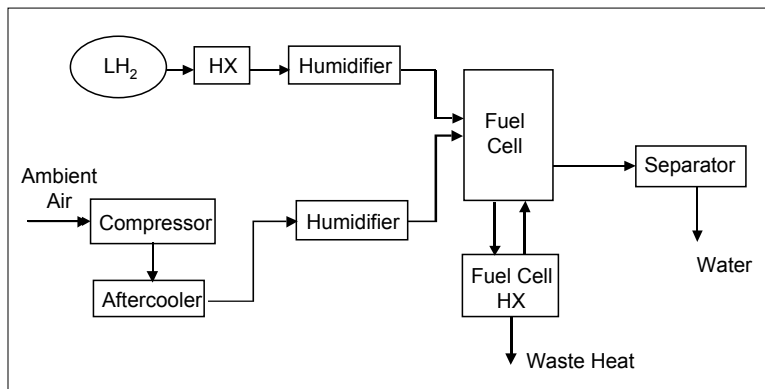 LH2
HX
Humidifier
Fuel
Cell
Separator
Ambient
Air
Compressor
Humidifier
Water
Aftercooler
Fuel Cell
HX
Waste Heat